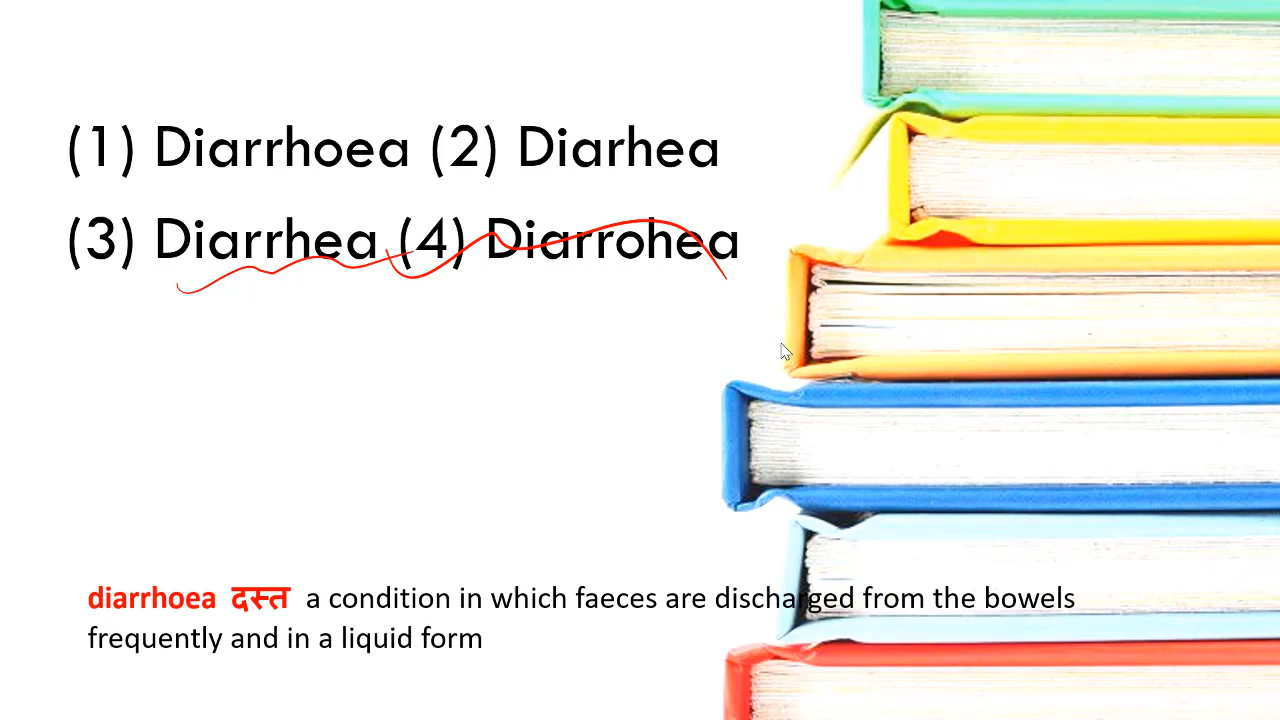 (1) Diarrhoea (2) Diarhea
(3) Diarrhea (4) Diarrohea
diarrhoea दस्त a condition in which faeces are discharged from the bowels
frequently and in a liquid form